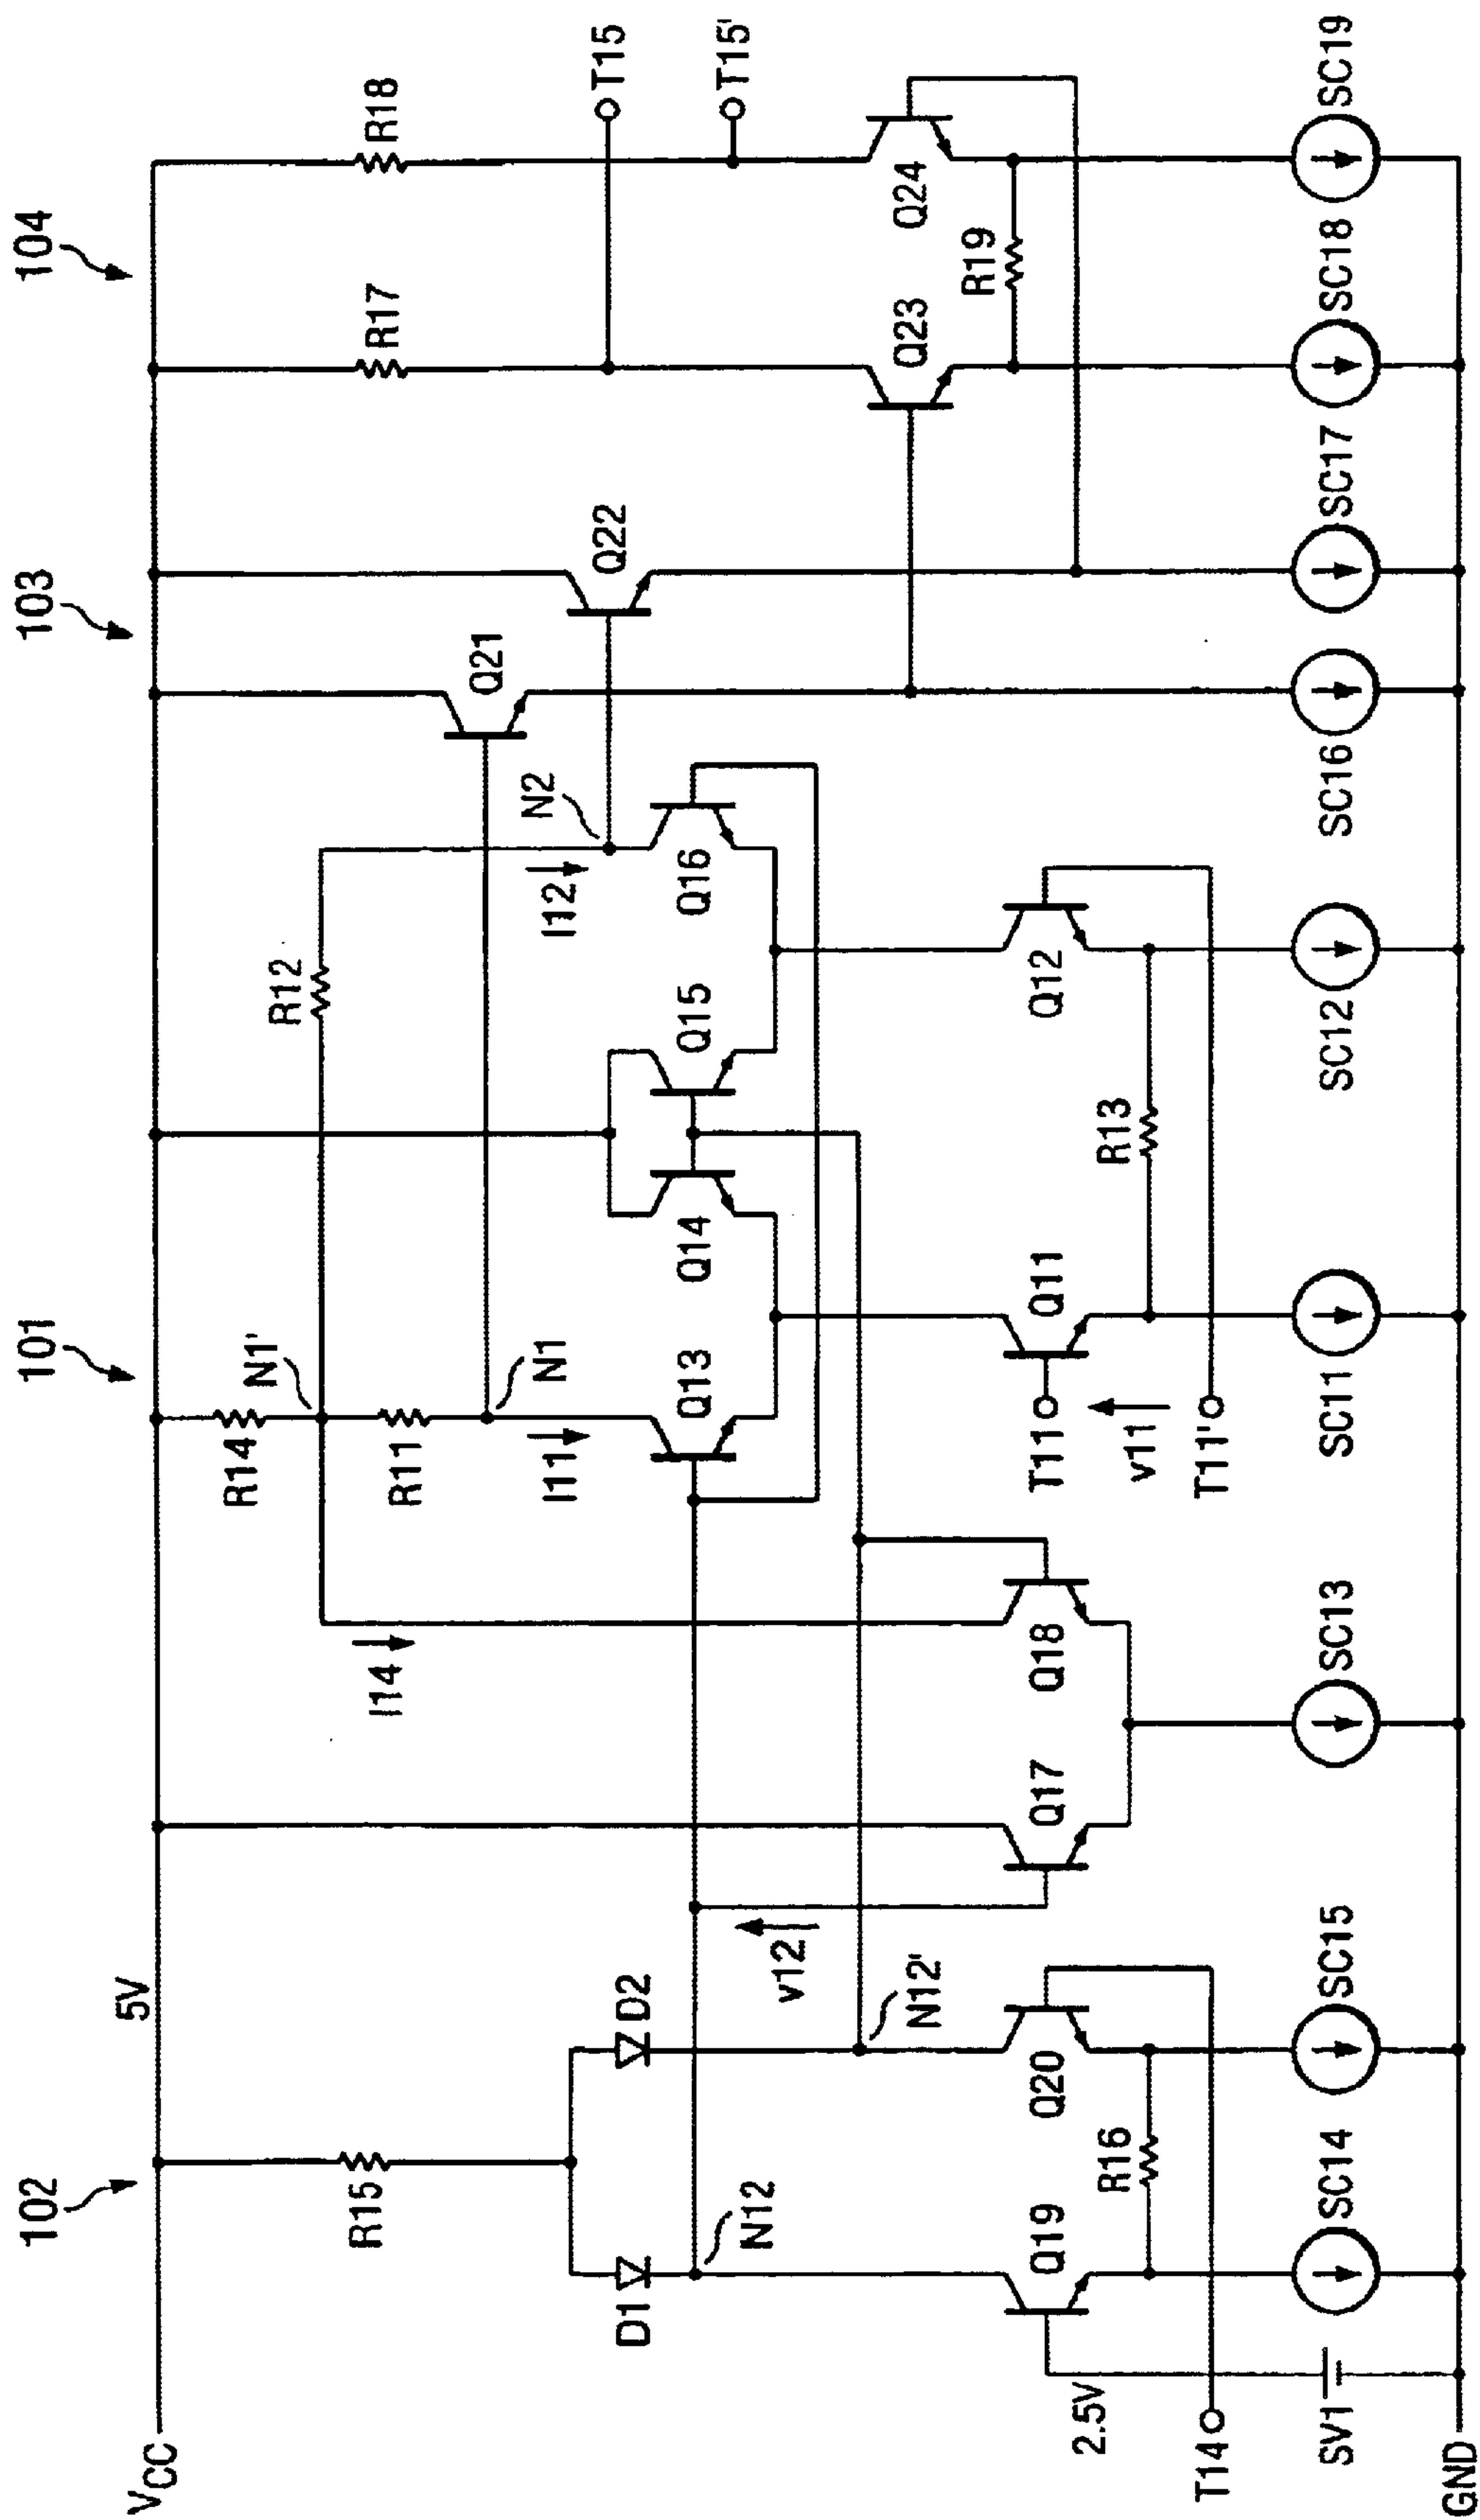 102
101
103
104
VCC
5V
R14
N1'
R12
R15
I14
R11
R17
R18
N1
I11
Q21
N2
I12
Q22
T15
D1
D2
Q13
Q14
Q15
Q16
T15'
N12
v12
N12'
Q23
Q24
R19
Q19
Q20
Q17
Q18
T11
Q11
Q12
2.5V
R16
v11
R13
T14
T11'
SV1
SC14
SC15
SC13
SC11
SC12
SC16
SC17
SC18
SC19
GND